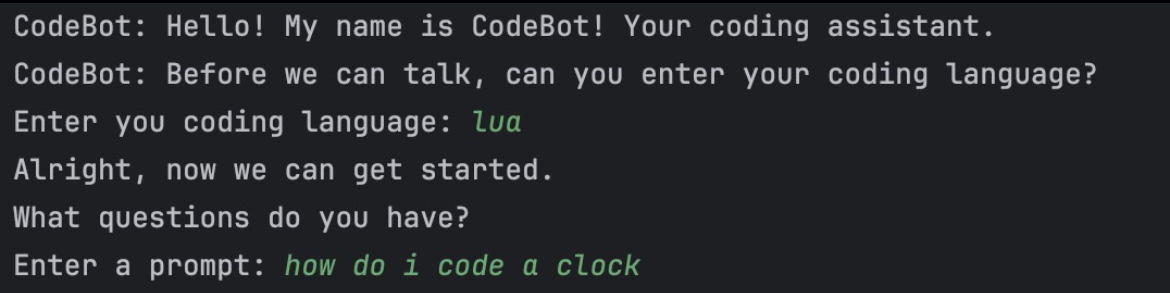 CodeBot: Hello! My name is CodeBot! Your coding assistant.
CodeBot: Before we can talk, can you enter your coding language?
Enter you coding language: lua
Alright, now we can get started.
What questions do you have?
Enter a prompt: how do i code a clock